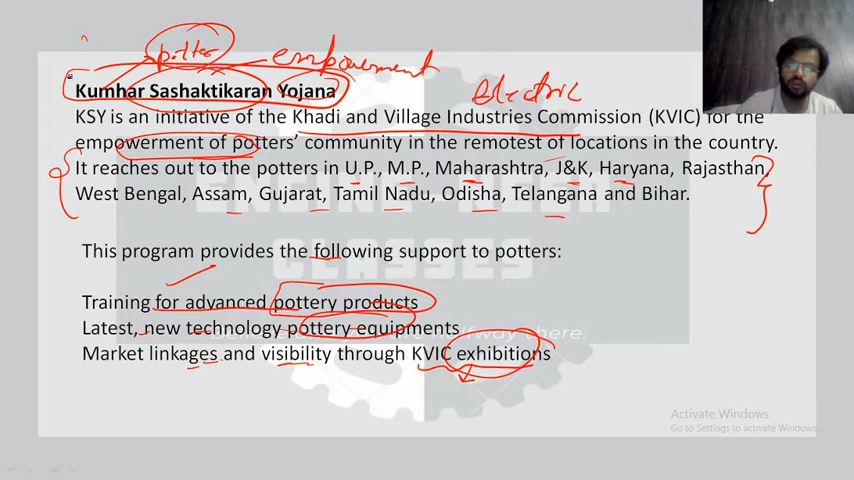 potter empowerment
Electric
Kumhar Sashaktikaran Yojana
KSY is an initiative of the Khadi and Village Industries Commission (KVIC) for the
empowerment of potters' community in the remotest of locations in the country.
It reaches out to the potters in U.P., M.P., Maharashtra, J&K, Haryana, Rajasthan,
West Bengal, Assam, Gujarat, Tamil Nadu, Odisha, Telangana and Bihar.
CLASSES
This program provides the following support to potters:
Training for advanced pottery products
Latest, new technology pottery equipments
Market linkages and visibility through KVIC exhibitions
Activate Windows
Go to Settings to activate Windows.